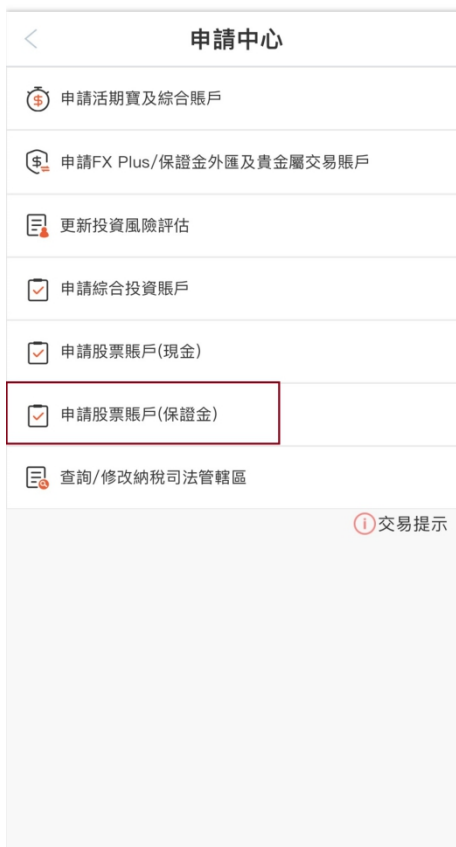 申請中心
申請活期寶及綜合賬戶
申請FX Plus/保證金外匯及貴金屬交易賬戶
更新投資風險評估
申請綜合投資賬戶
申請股票賬戶(現金)
申請股票賬戶(保證金)
查詢/修改納稅司法管轄區
交易提示